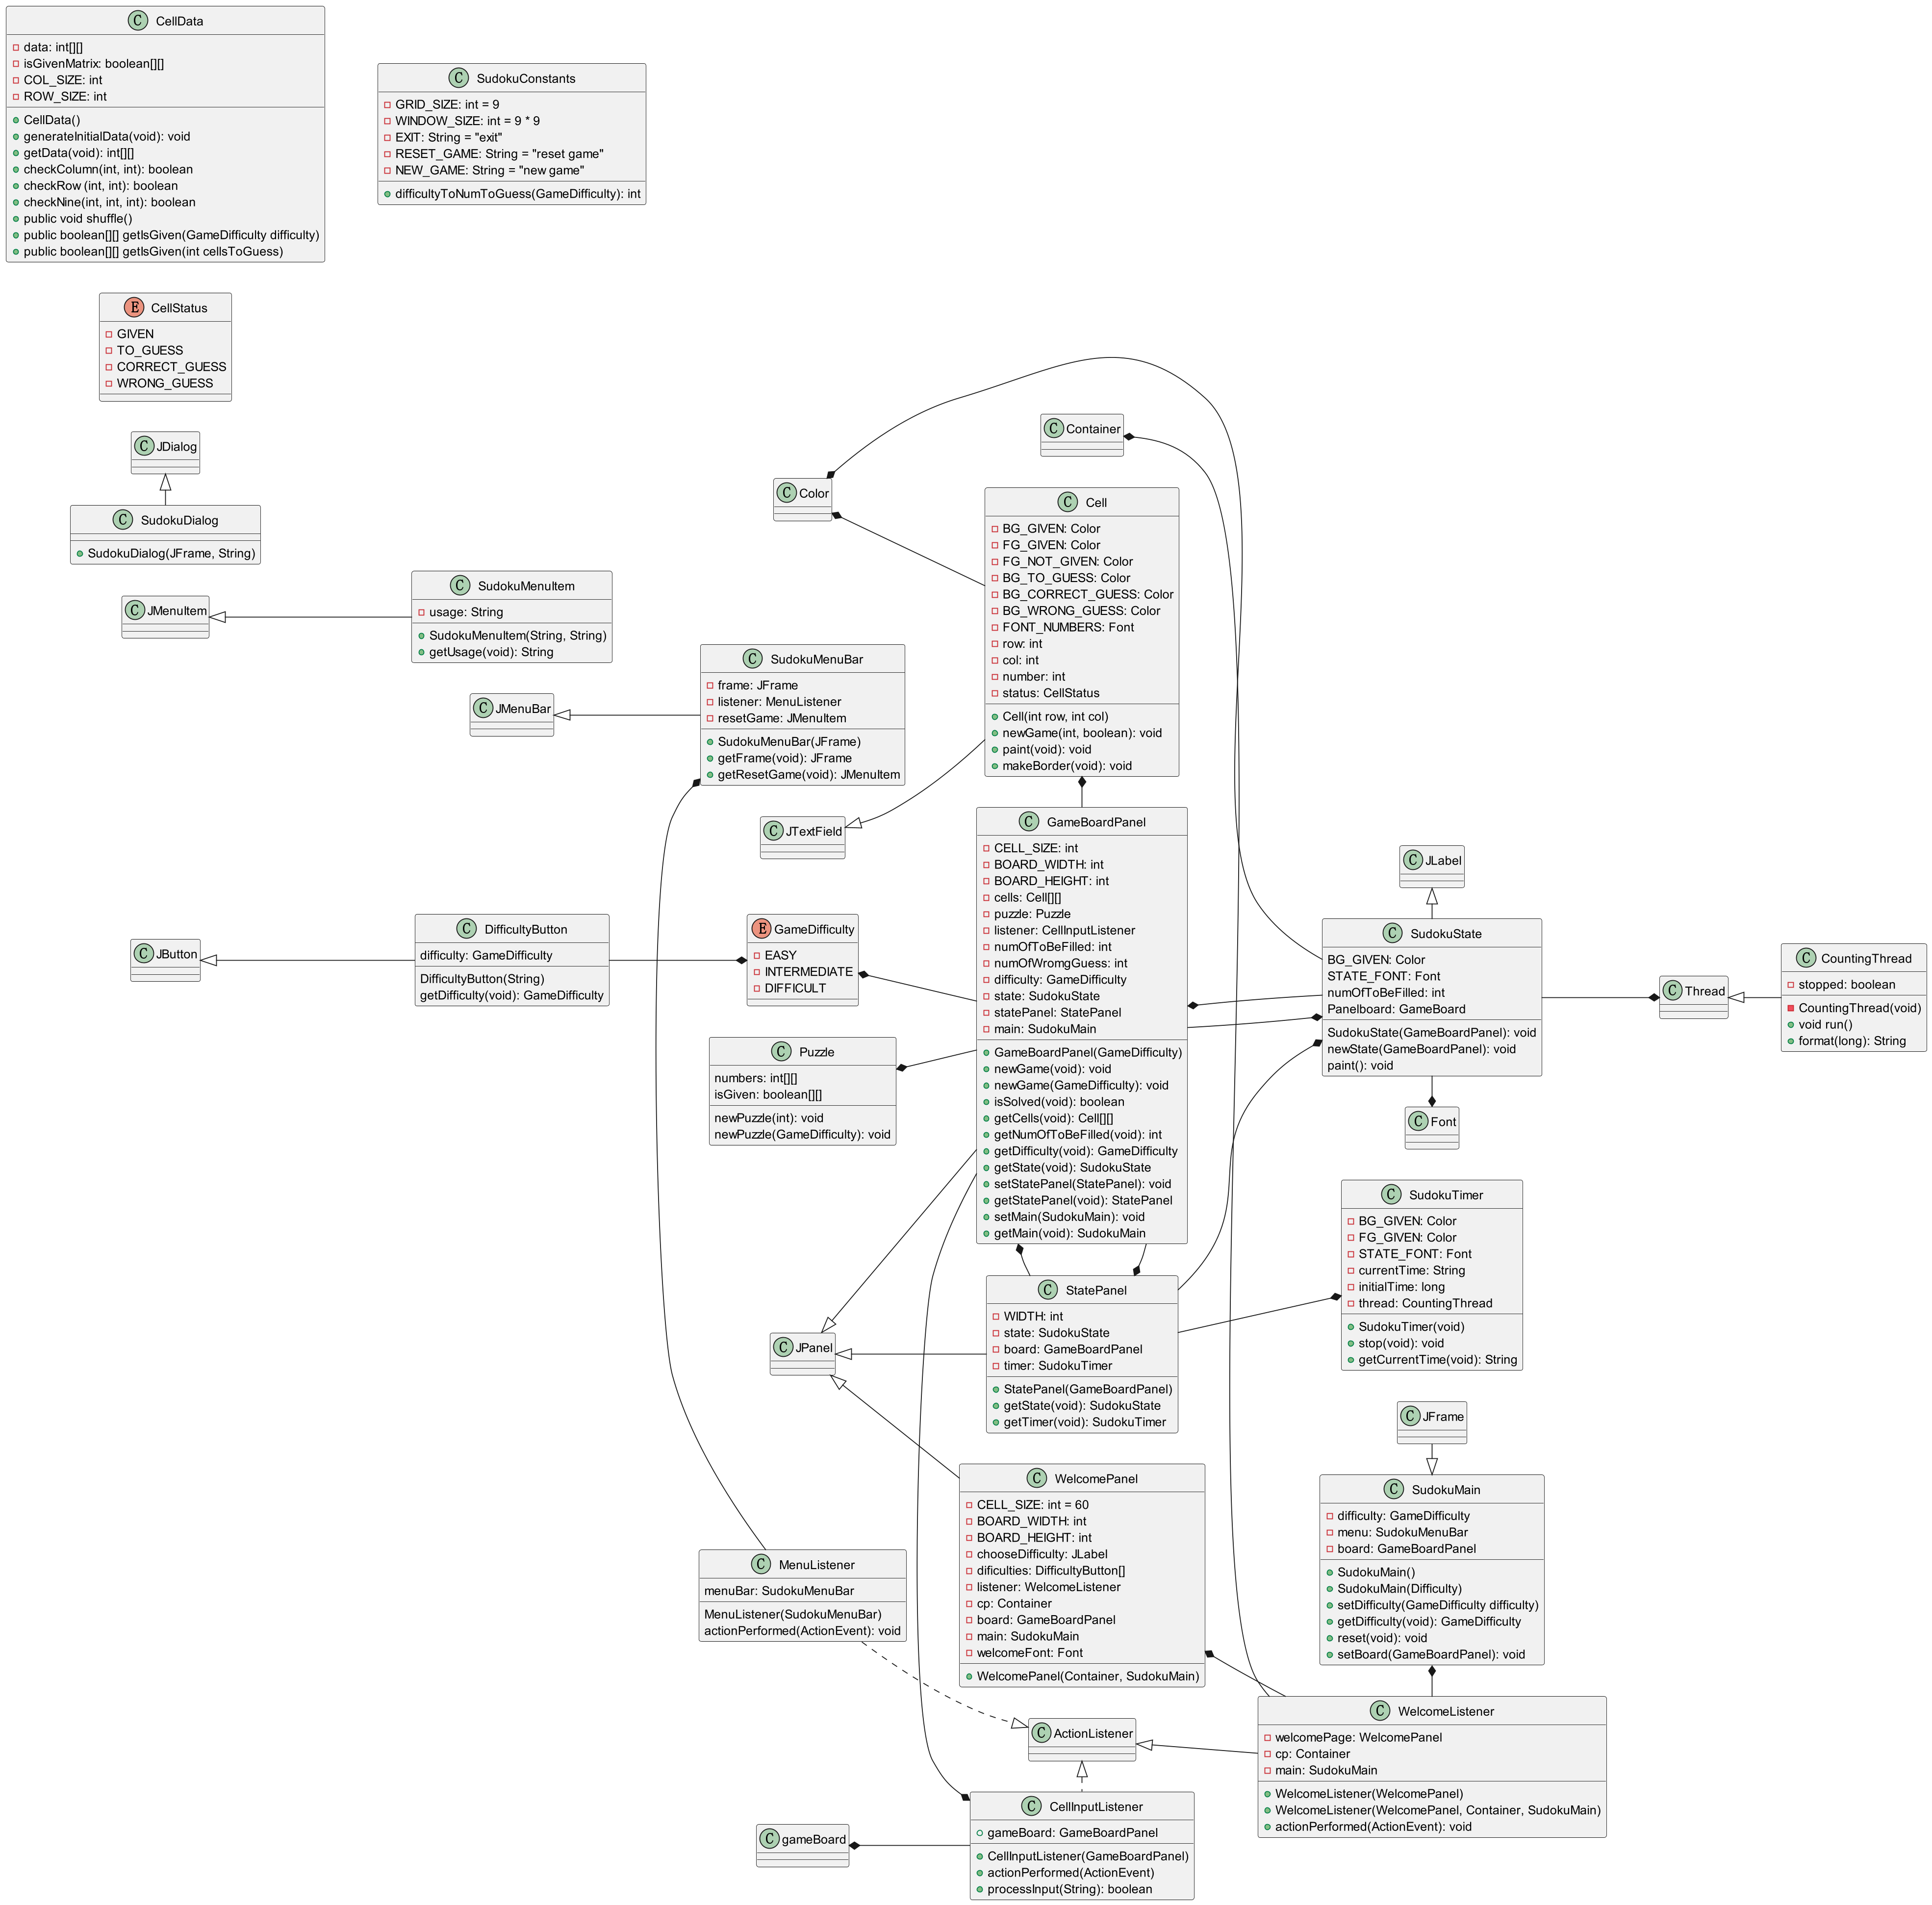 C CellData
data: int[][]
isGivenMatrix: boolean[][]
COL_SIZE: int
ROW_SIZE: int
CellData()
generateInitialData(void): void
getData(void): int[][]
checkColumn(int, int): boolean
checkRow (int, int): boolean
checkNine(int, int, int): boolean
public void shuffle()
public boolean[][] getIsGiven(GameDifficulty difficulty)
public boolean[][] getIsGiven(int cellsToGuess)
C SudokuConstants
GRID_SIZE: int = 9
WINDOW_SIZE: int = 9 * 9
EXIT: String = "exit"
RESET_GAME: String = "reset game"
NEW_GAME: String = "new game"
difficultyToNumToGuess(GameDifficulty): int
E CellStatus
GIVEN
TO_GUESS
CORRECT_GUESS
WRONG_GUESS
C JDialog
C SudokuDialog
SudokuDialog(JFrame, String)
C JMenuItem
C SudokuMenuItem
usage: String
SudokuMenuItem(String, String)
getUsage(void): String
C JMenuBar
C SudokuMenuBar
frame: JFrame
listener: MenuListener
resetGame: JMenuItem
SudokuMenuBar(JFrame)
getFrame(void): JFrame
getResetGame(void): JMenuItem
C Color
C Container
C Cell
BG_GIVEN: Color
FG_GIVEN: Color
FG_NOT_GIVEN: Color
BG_TO_GUESS: Color
BG_CORRECT_GUESS: Color
BG_WRONG_GUESS: Color
FONT_NUMBERS: Font
row: int
col: int
number: int
status: CellStatus
Cell(int row, int col)
newGame(int, boolean): void
paint(void): void
makeBorder(void): void
C JTextField
C JButton
C DifficultyButton
difficulty: GameDifficulty
DifficultyButton(String)
getDifficulty(void): GameDifficulty
E GameDifficulty
EASY
INTERMEDIATE
DIFFICULT
C Puzzle
numbers: int[][]
isGiven: boolean[][]
newPuzzle(int): void
newPuzzle(GameDifficulty): void
C GameBoardPanel
CELL_SIZE: int
BOARD_WIDTH: int
BOARD_HEIGHT: int
cells: Cell[][]
puzzle: Puzzle
listener: CellInputListener
numOfToBeFilled: int
numOfWromgGuess: int
difficulty: GameDifficulty
state: SudokuState
statePanel: StatePanel
main: SudokuMain
GameBoardPanel(GameDifficulty)
newGame(void): void
newGame(GameDifficulty): void
isSolved(void): boolean
getCells(void): Cell[][]
getNumOfToBeFilled(void): int
getDifficulty(void): GameDifficulty
getState(void): SudokuState
setStatePanel(StatePanel): void
getStatePanel(void): StatePanel
setMain(SudokuMain): void
getMain(void): SudokuMain
C JLabel
C SudokuState
BG_GIVEN: Color
STATE_FONT: Font
numOfToBeFilled: int
Panelboard: GameBoard
SudokuState(GameBoardPanel): void
newState(GameBoardPanel): void
paint(): void
C Thread
C CountingThread
stopped: boolean
CountingThread(void)
void run()
format(long): String
C Font
C SudokuTimer
BG_GIVEN: Color
FG_GIVEN: Color
STATE_FONT: Font
currentTime: String
initialTime: long
thread: CountingThread
SudokuTimer(void)
stop(void): void
getCurrentTime(void): String
C JPanel
C StatePanel
WIDTH: int
state: SudokuState
board: GameBoardPanel
timer: SudokuTimer
StatePanel(GameBoardPanel)
getState(void): SudokuState
getTimer(void): SudokuTimer
C JFrame
C SudokuMain
difficulty: GameDifficulty
menu: SudokuMenuBar
board: GameBoardPanel
SudokuMain()
SudokuMain(Difficulty)
setDifficulty(GameDifficulty difficulty)
getDifficulty(void): GameDifficulty
reset(void): void
setBoard(GameBoardPanel): void
C WelcomePanel
CELL_SIZE: int = 60
BOARD_WIDTH: int
BOARD_HEIGHT: int
chooseDifficulty: JLabel
dificulties: DifficultyButton[]
listener: WelcomeListener
cp: Container
board: GameBoardPanel
main: SudokuMain
welcomeFont: Font
WelcomePanel(Container, SudokuMain)
C MenuListener
menuBar: SudokuMenuBar
MenuListener(SudokuMenuBar)
actionPerformed(ActionEvent): void
C ActionListener
C WelcomeListener
welcomePage: WelcomePanel
cp: Container
main: SudokuMain
WelcomeListener(WelcomePanel)
WelcomeListener(WelcomePanel, Container, SudokuMain)
actionPerformed(ActionEvent): void
C gameBoard
C CellInputListener
gameBoard: GameBoardPanel
CellInputListener(GameBoardPanel)
actionPerformed(ActionEvent)
processInput(String): boolean